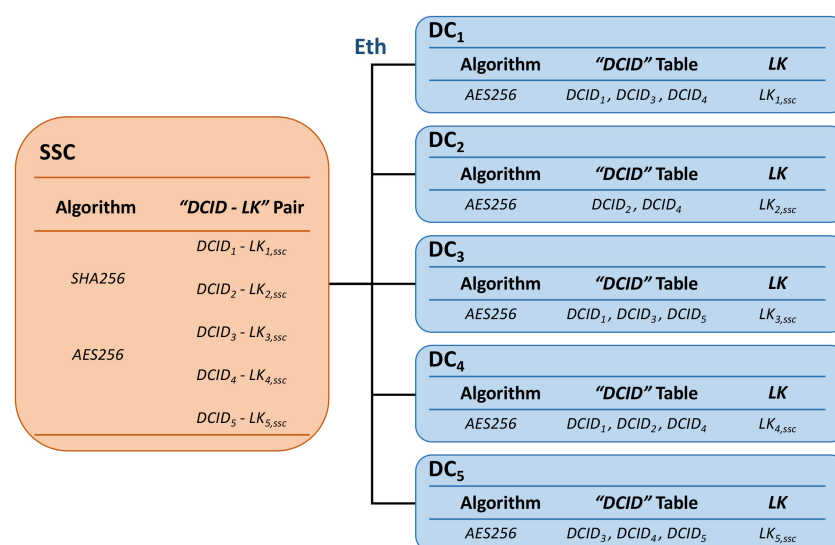 Eth
SSC
Algorithm "DCID - LK" Pair
SHA256
AES256
DCID₁ - LK₁,ssc
DCID₂ - LK₂,ssc
DCID₃ - LK₃,ssc
DCID₄ - LK₄,ssc
DCID₅ - LK₅,ssc
DC₁
Algorithm “DCID” Table LK
AES256 DCID₁ , DCID₃ , DCID₄ LK₁,ssc
DC₂
Algorithm “DCID” Table LK
AES256 DCID₂ , DCID₄ LK₂,ssc
DC₃
Algorithm “DCID” Table LK
AES256 DCID₁ , DCID₃ , DCID₅ LK₃,ssc
DC₄
Algorithm “DCID” Table LK
AES256 DCID₁ , DCID₂ , DCID₄ LK₄,ssc
DC₅
Algorithm “DCID” Table LK
AES256 DCID₃ , DCID₄ , DCID₅ LK₅,ssc